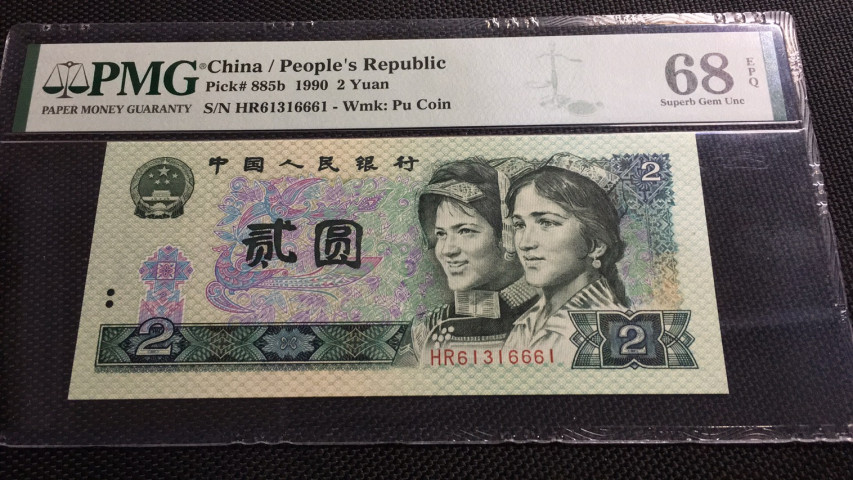 PMG® China / People's Republic
Pick# 885b 1990 2 Yuan
PAPER MONEY GUARANTY
S/N HR61316661 - Wmk: Pu Coin
68 EPQ
Superb Gem Unc
中国人民银行
2
贰圆
2
2
HR61316661